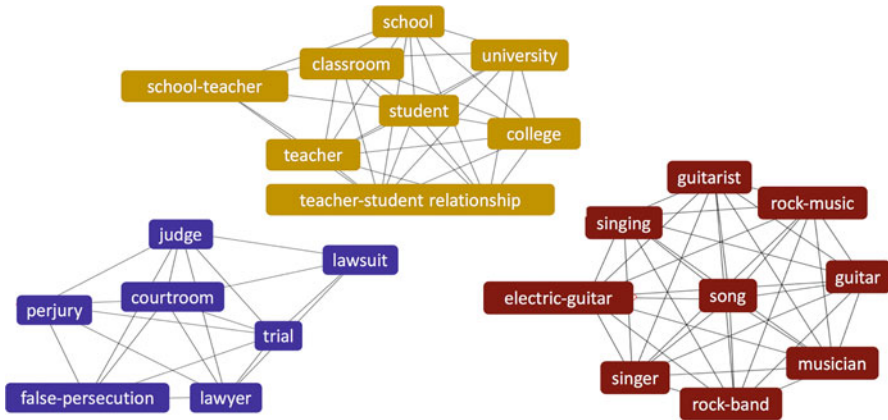 school
classroom
university
school-teacher
student
college
teacher
teacher-student relationship
judge
lawsuit
courtroom
perjury
trial
false-persecution
lawyer
guitarist
rock-music
singing
guitar
electric-guitar
song
musician
singer
rock-band